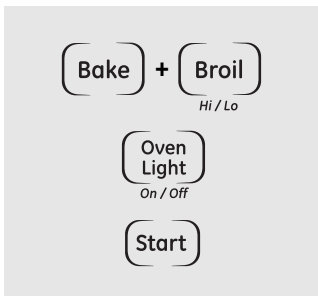 Bake + Broil
Hi / Lo
Oven
Light
On / Off
Start